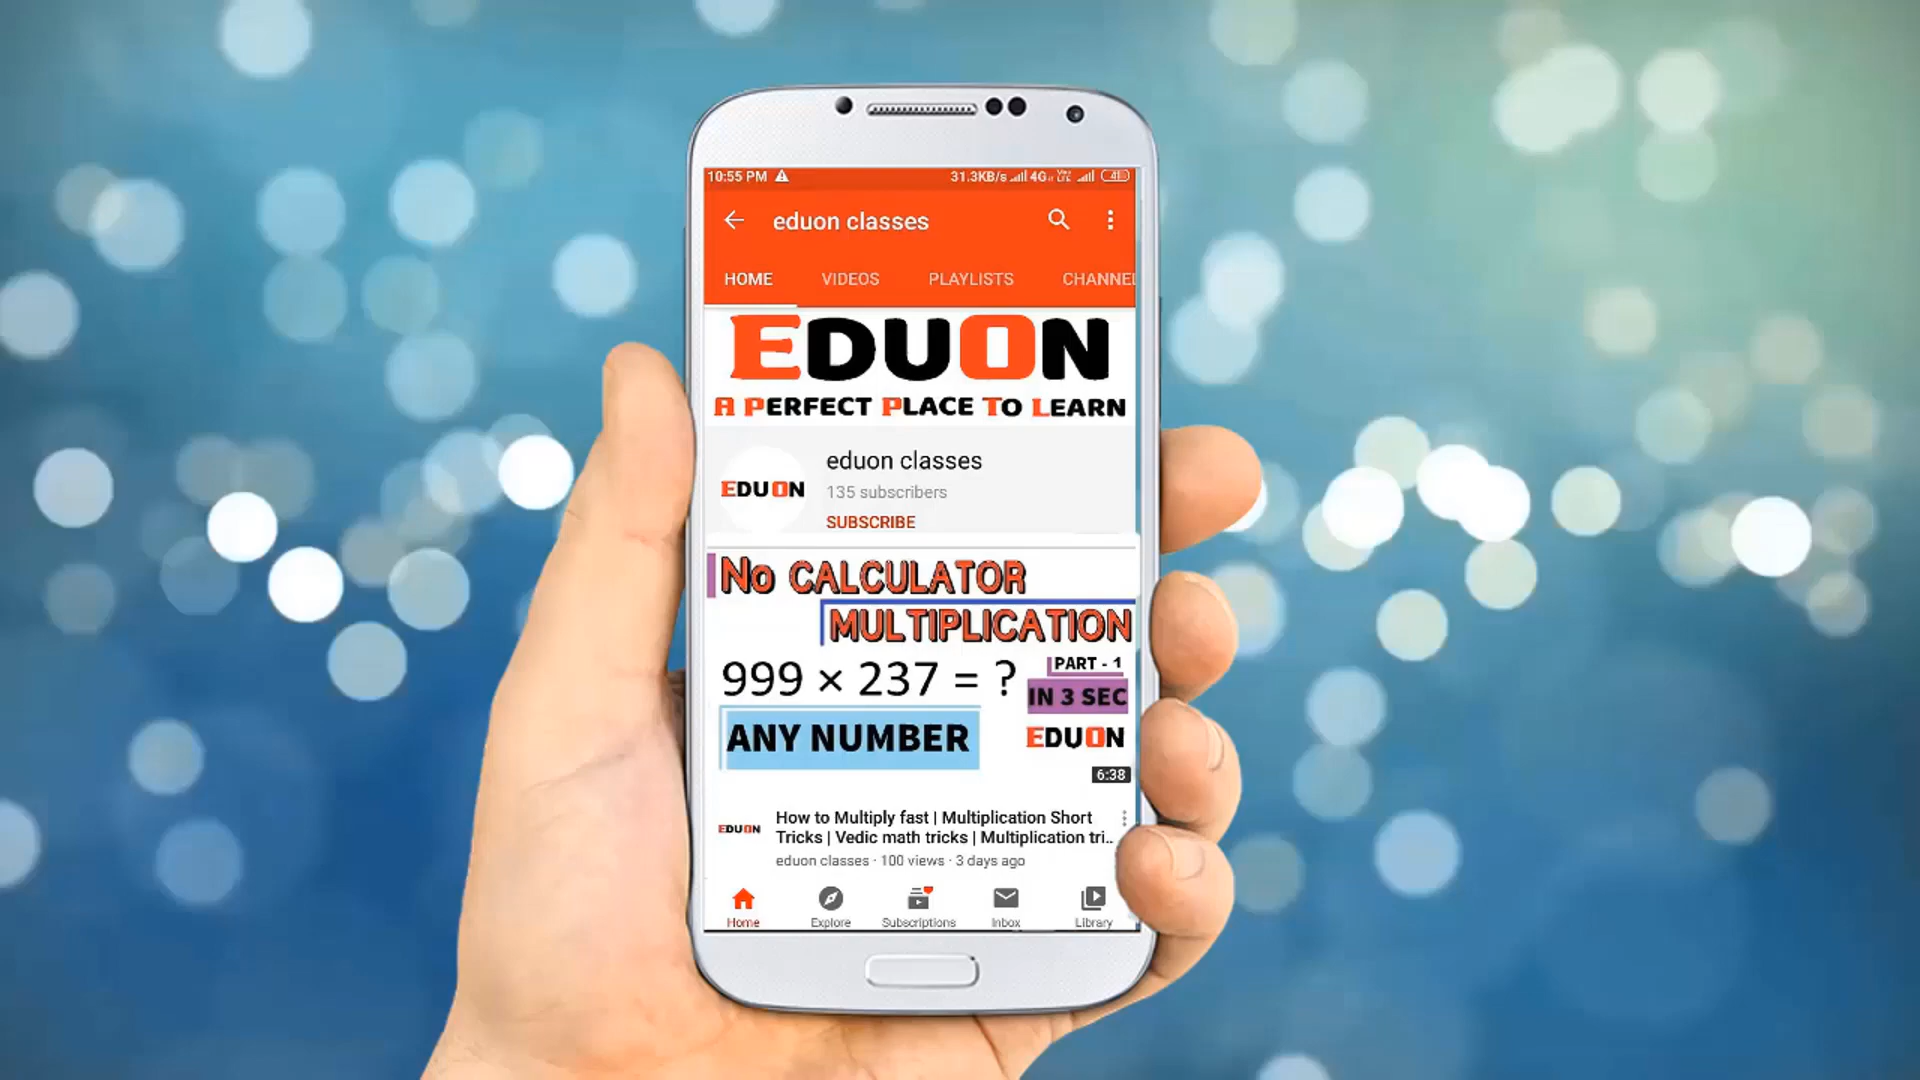 10:55 PM 31.3KB/s 4G 41
eduon classes
HOME VIDEOS PLAYLISTS CHANNEL
EDUON
A PERFECT PLACE TO LEARN
eduon classes
EDUON
135 subscribers
SUBSCRIBE
No CALCULATOR
MULTIPLICATION
999 × 237 = ?
PART - 1
IN 3 SEC
ANY NUMBER
EDUON
6:38
EDUON
How to Multiply fast | Multiplication Short
Tricks | Vedic math tricks | Multiplication tri..
eduon classes · 100 views · 3 days ago
Home Explore Subscriptions Inbox Library